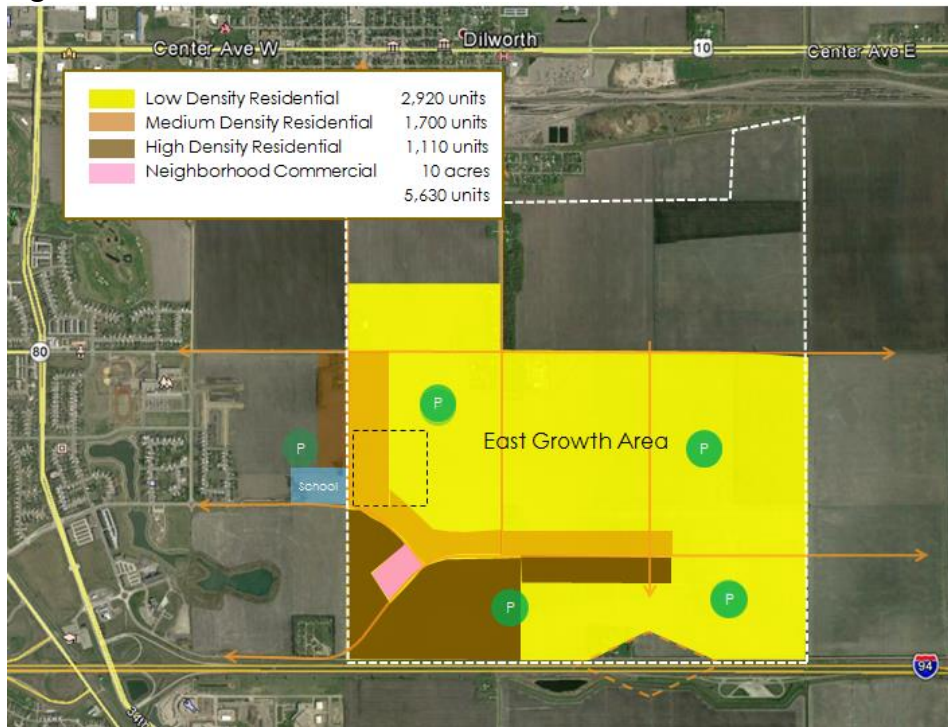 Center Ave W
Dilworth
10
Center Ave E
Low Density Residential 2,920 units
Medium Density Residential 1,700 units
High Density Residential 1,110 units
Neighborhood Commercial 10 acres
5,630 units
80
P
East Growth Area
P
P
School
P
P
94
34th